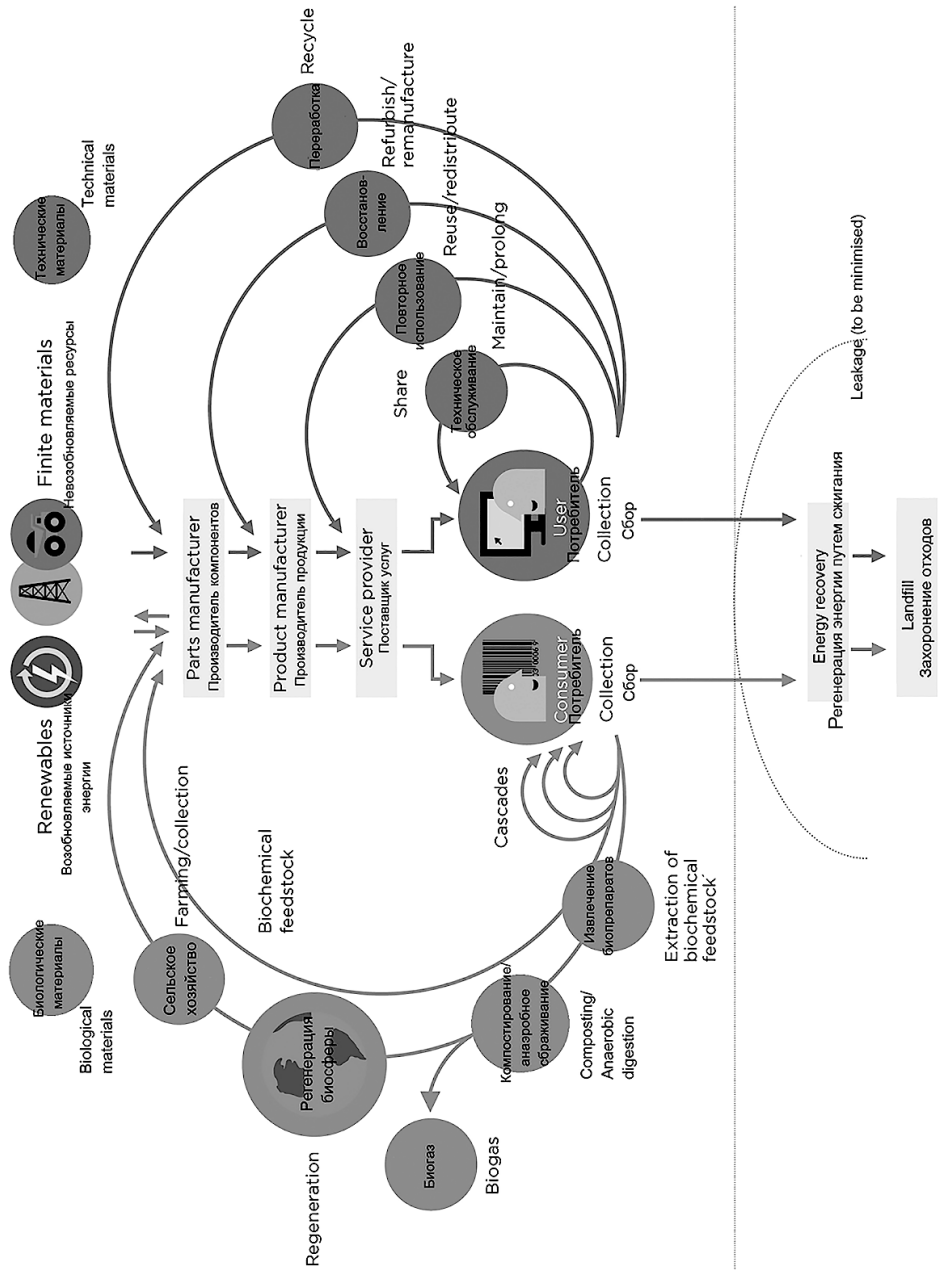 Renewables
Возобновляемые источники
энергии
Finite materials
Невозобновляемые ресурсы
Биологические
материалы
Biological
materials
Технические
материалы
Technical
materials
Сельское
хозяйство
Farming/collection
Parts manufacturer
Производитель компонентов
Переработка
Recycle
Регенерация
биосферы
Regeneration
Biochemical
feedstock
Product manufacturer
Производитель продукции
Восстанов-
ление
Refurbish/
remanufacture
Service provider
Поставщик услуг
Повторное
использование
Reuse/redistribute
Биогаз
Biogas
Компостирование/
анаэробное
сбраживание
Composting/
Anaerobic
digestion
Cascades
Share
Техническое
обслуживание
Maintain/prolong
Consumer
Потребитель
User
Потребитель
Извлечение
биопрепаратов
Extraction of
biochemical
feedstock
Collection
Сбор
Collection
Сбор
Energy recovery
Регенерация энергии путем сжигания
Leakage (to be minimised)
Landfill
Захоронение отходов